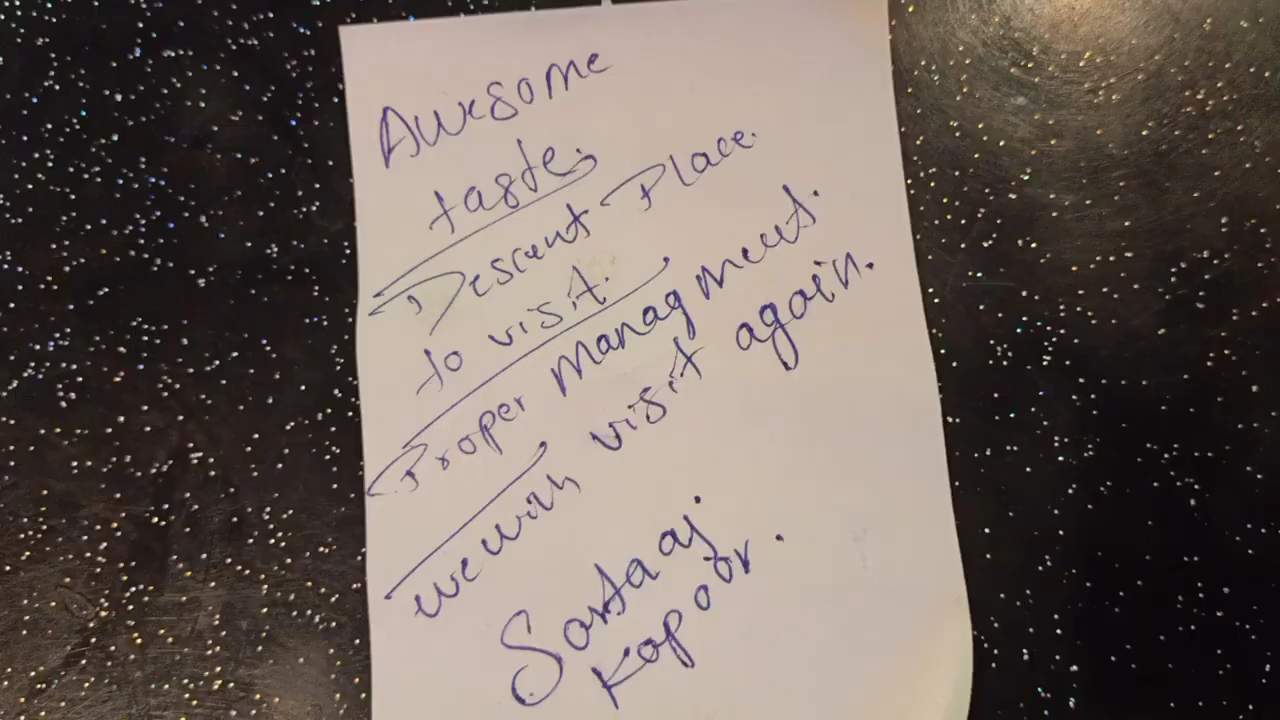 Awesome
taste.
Descent Place.
to visit.
Proper Managment.
we will visit again.
Sartaaj
Kapoor.